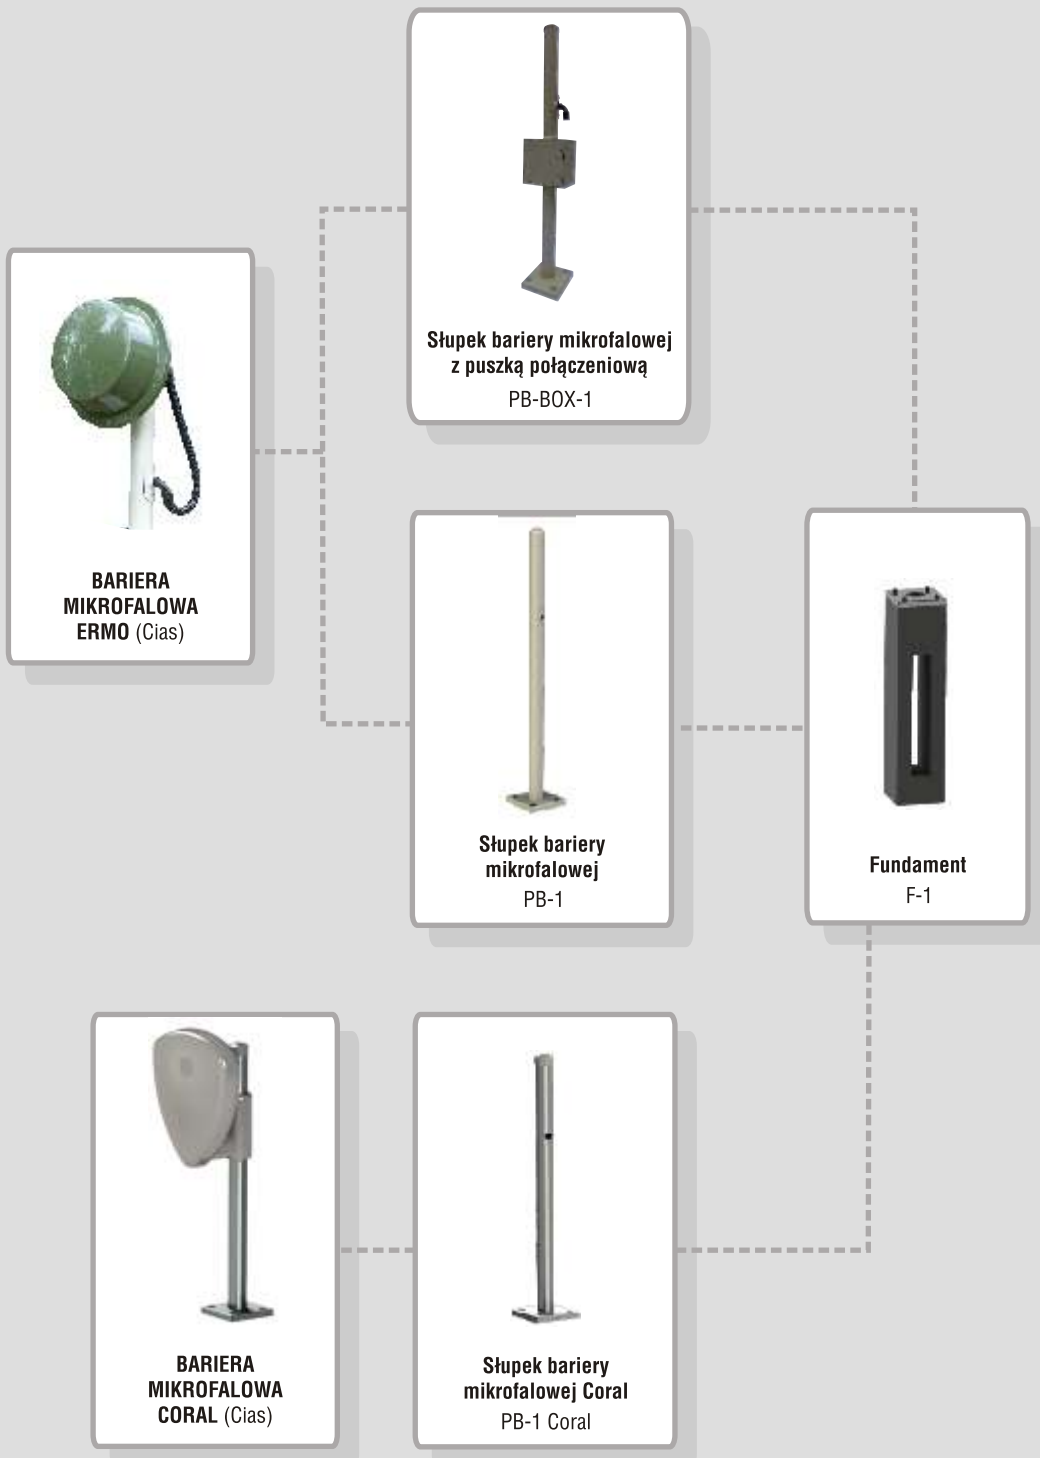 Słupek bariery mikrofalowej
z puszką połączeniową
PB-BOX-1
BARIERA
MIKROFALOWA
ERMO (Cias)
Słupek bariery
mikrofalowej
PB-1
Fundament
F-1
BARIERA
MIKROFALOWA
CORAL (Cias)
Słupek bariery
mikrofalowej Coral
PB-1 Coral